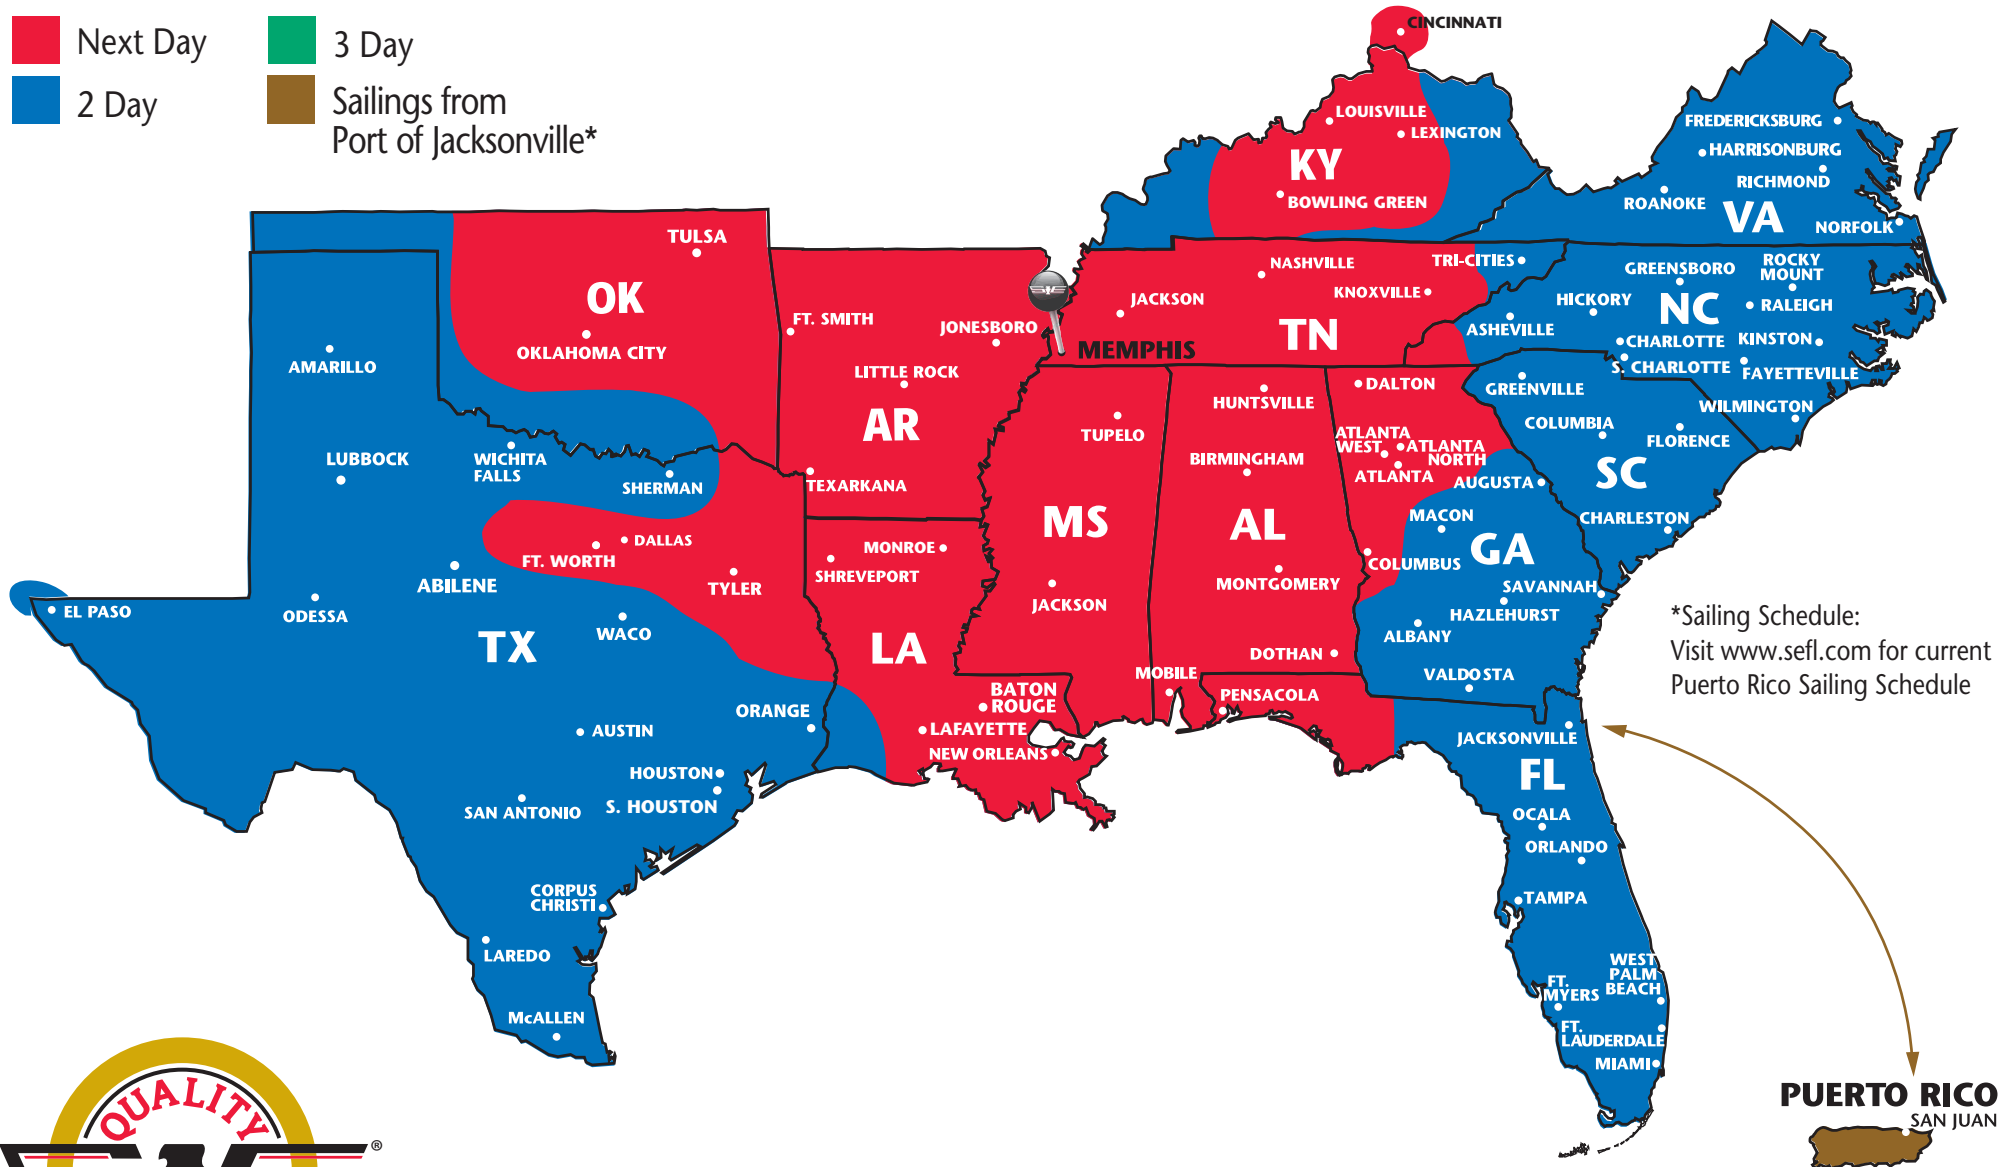 Next Day
3 Day
2 Day
Sailings from
Port of Jacksonville*
CINCINNATI
LOUISVILLE
LEXINGTON
KY
BOWLING GREEN
FREDERICKSBURG
HARRISONBURG
RICHMOND
ROANOKE
VA
NORFOLK
TULSA
OK
OKLAHOMA CITY
FT. SMITH
JONESBORO
LITTLE ROCK
AR
TEXARKANA
NASHVILLE
JACKSON
KNOXVILLE
TRI-CITIES
TN
MEMPHIS
GREENSBORO
ROCKY
MOUNT
HICKORY
NC
RALEIGH
ASHEVILLE
CHARLOTTE
KINSTON
S. CHARLOTTE
FAYETTEVILLE
WILMINGTON
GREENVILLE
COLUMBIA
FLORENCE
SC
CHARLESTON
AMARILLO
LUBBOCK
WICHITA
FALLS
SHERMAN
DALLAS
FT. WORTH
TYLER
ABILENE
EL PASO
ODESSA
WACO
TX
ORANGE
AUSTIN
HOUSTON
S. HOUSTON
SAN ANTONIO
CORPUS
CHRISTI
LAREDO
McALLEN
MONROE
SHREVEPORT
LA
BATON
ROUGE
LAFAYETTE
NEW ORLEANS
TUPELO
MS
JACKSON
HUNTSVILLE
BIRMINGHAM
AL
MONTGOMERY
DOTHAN
MOBILE
PENSACOLA
DALTON
ATLANTA
WEST
ATLANTA
NORTH
ATLANTA
AUGUSTA
MACON
GA
COLUMBUS
SAVANNAH
HAZLEHURST
ALBANY
VALDOSTA
JACKSONVILLE
FL
OCALA
ORLANDO
TAMPA
WEST
PALM
BEACH
FT.
MYERS
FT.
LAUDERDALE
MIAMI
*Sailing Schedule:
Visit www.sefl.com for current
Puerto Rico Sailing Schedule
PUERTO RICO
SAN JUAN
QUALITY
®